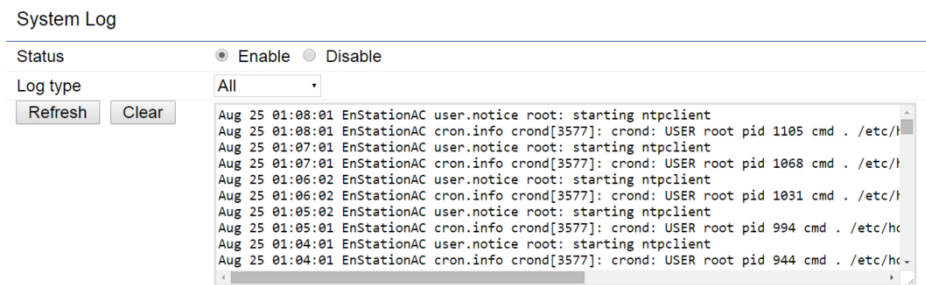 System Log
Status Enable Disable
Log type All
Refresh Clear
Aug 25 01:08:01 EnStationAC user.notice root: starting ntpclient
Aug 25 01:08:01 EnStationAC cron.info crond[3577]: crond: USER root pid 1105 cmd . /etc/h
Aug 25 01:07:01 EnStationAC user.notice root: starting ntpclient
Aug 25 01:07:01 EnStationAC cron.info crond[3577]: crond: USER root pid 1068 cmd . /etc/h
Aug 25 01:06:02 EnStationAC user.notice root: starting ntpclient
Aug 25 01:06:02 EnStationAC cron.info crond[3577]: crond: USER root pid 1031 cmd . /etc/h
Aug 25 01:05:02 EnStationAC user.notice root: starting ntpclient
Aug 25 01:05:01 EnStationAC cron.info crond[3577]: crond: USER root pid 994 cmd . /etc/ho
Aug 25 01:04:01 EnStationAC user.notice root: starting ntpclient
Aug 25 01:04:01 EnStationAC cron.info crond[3577]: crond: USER root pid 944 cmd . /etc/ho